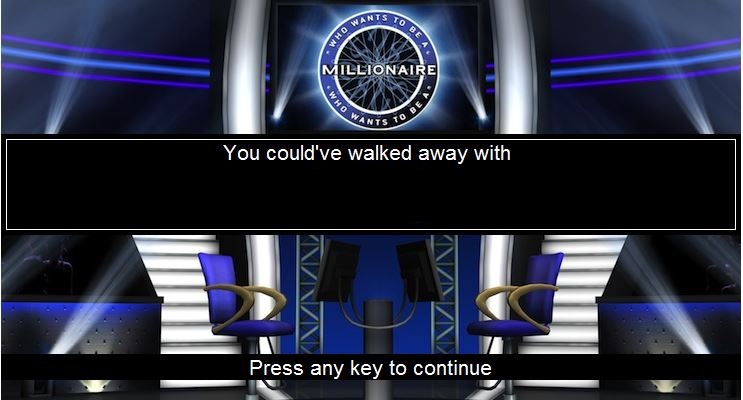 WHO WANTS TO BE A
MILLIONAIRE
WHO WANTS TO BE A
You could've walked away with
Press any key to continue